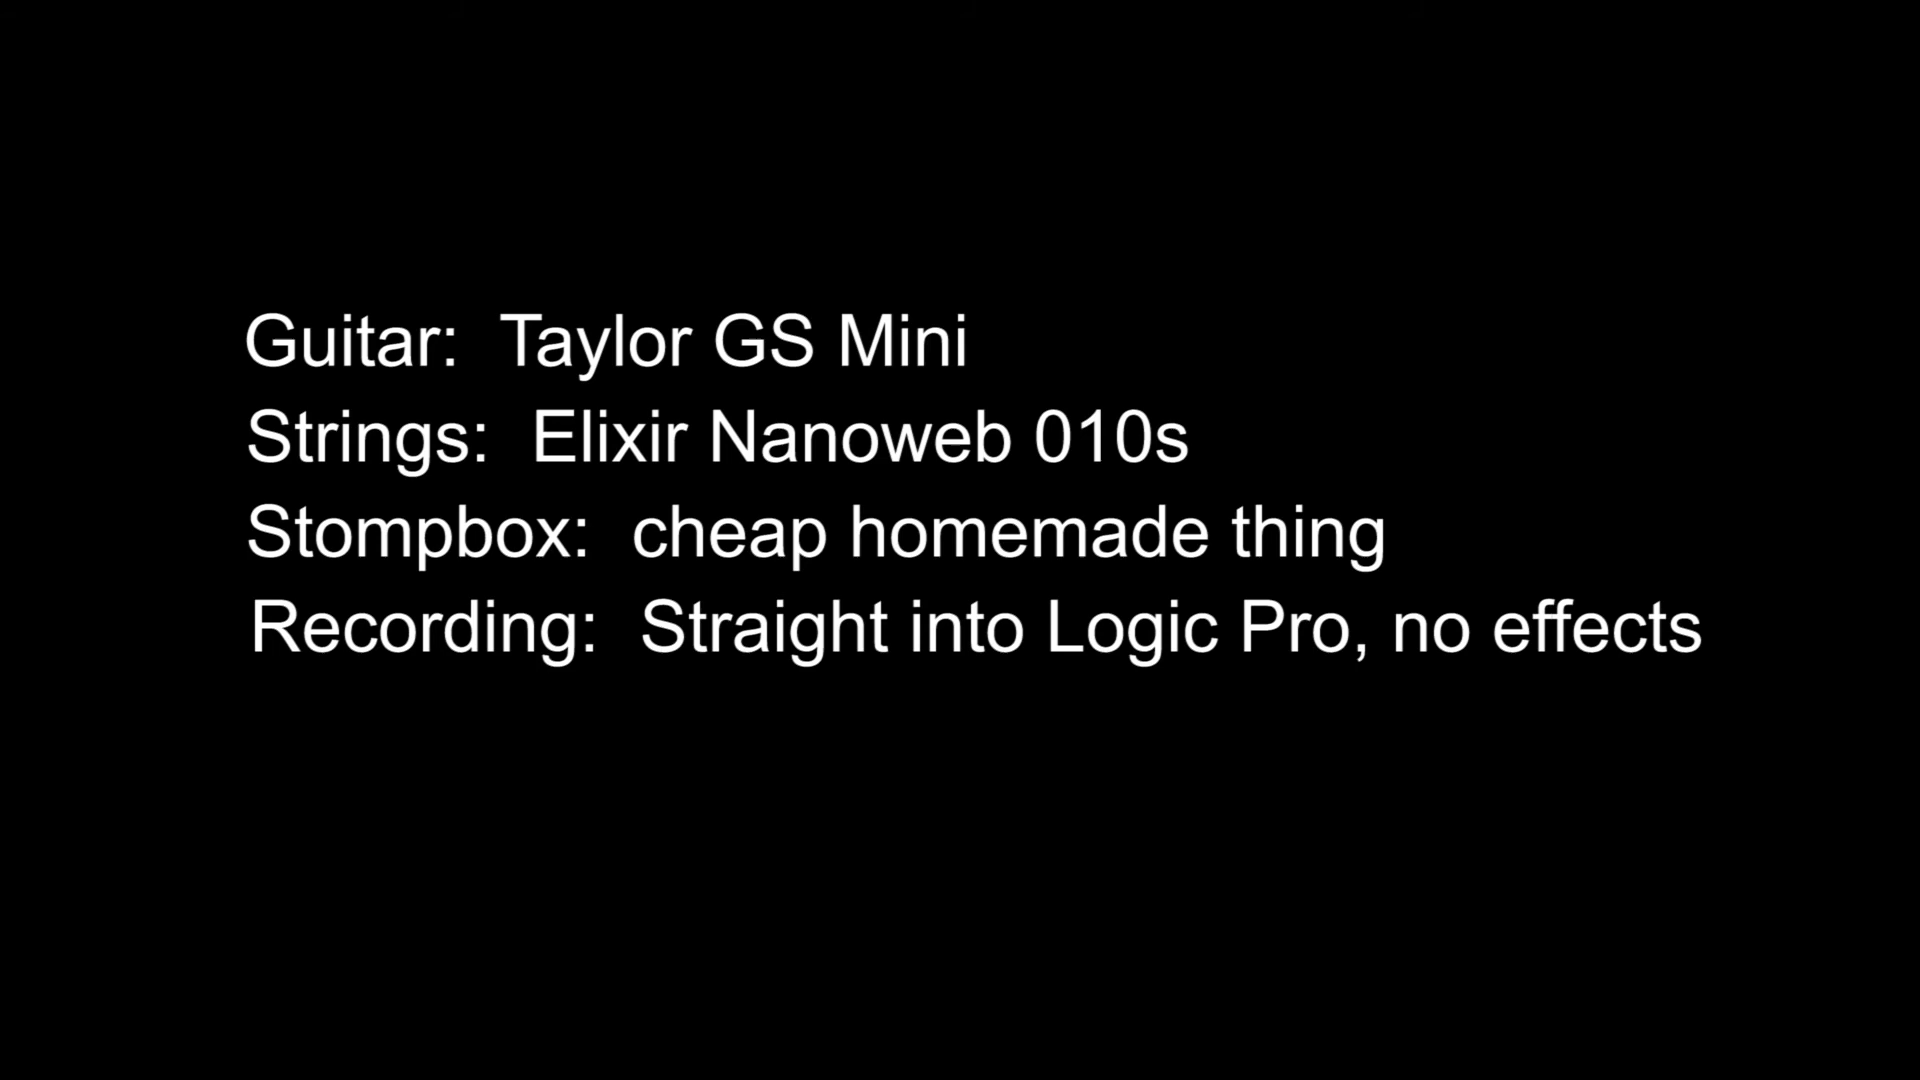 Guitar:  Taylor GS Mini
Strings:  Elixir Nanoweb 010s
Stompbox:  cheap homemade thing
Recording:  Straight into Logic Pro, no effects